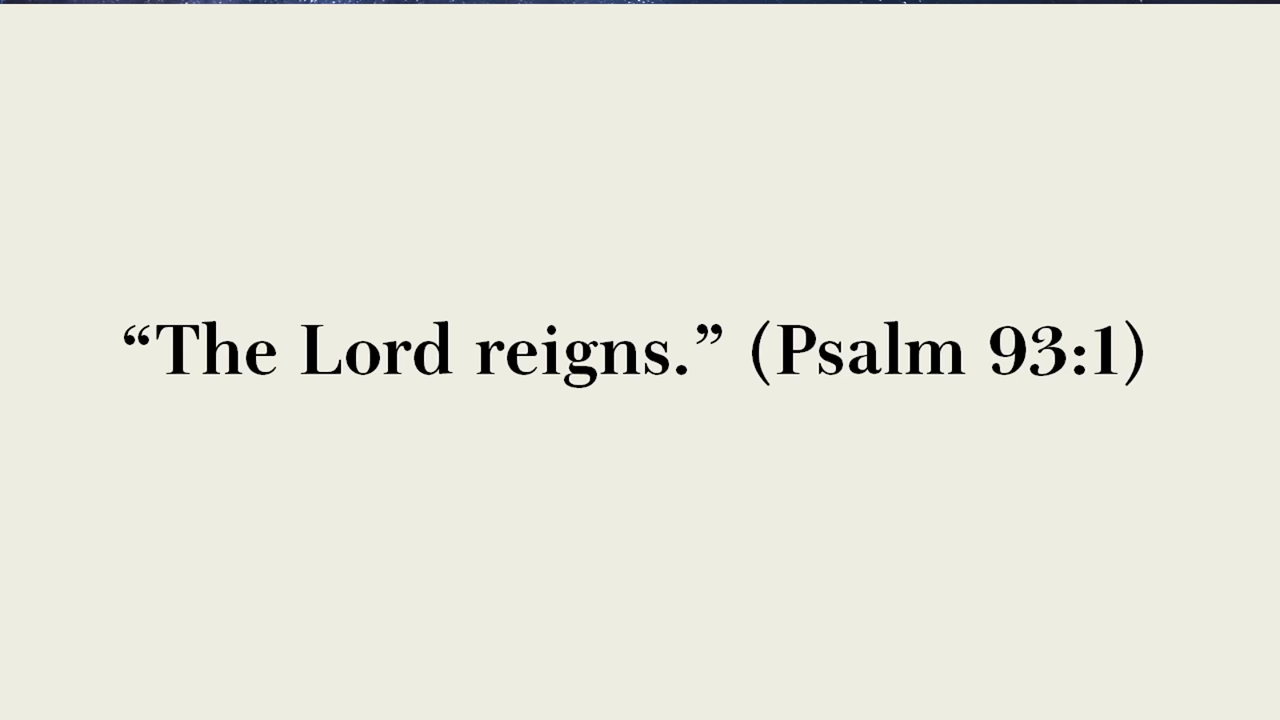 “The Lord reigns.” (Psalm 93:1)